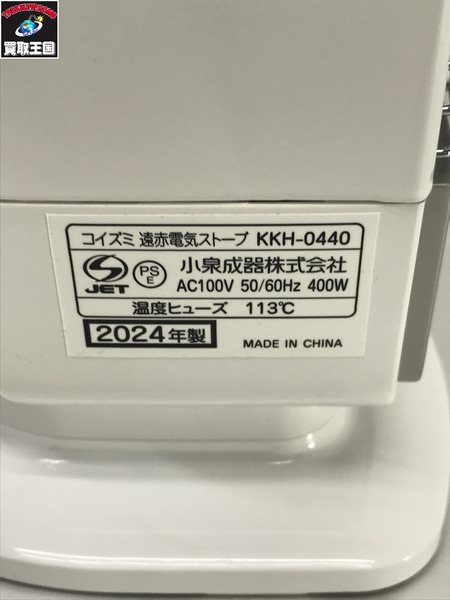 TREASURE KINGDOM
買取王国
コイズミ 遠赤電気ストーブ KKH-0440
JET
PS
E
小泉成器株式会社
AC100V 50/60Hz 400W
温度ヒューズ 113℃
2024年製
MADE IN CHINA